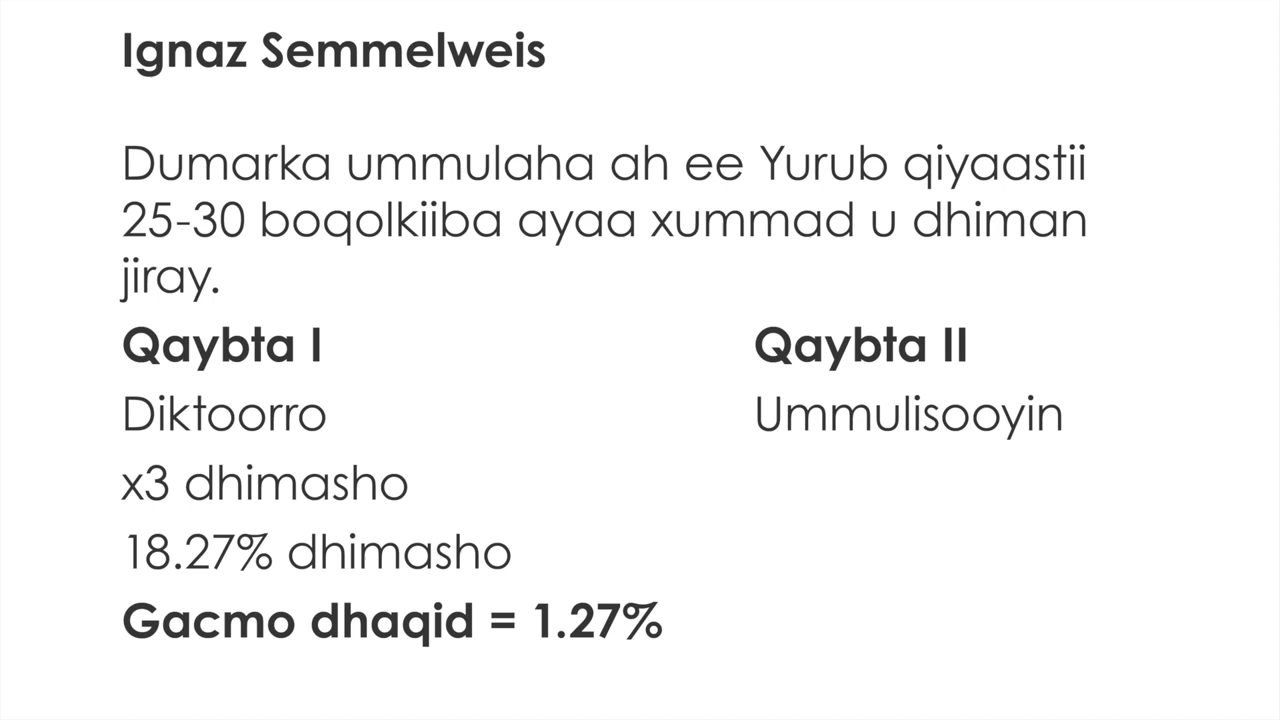 Ignaz Semmelweis
Dumarka ummulaha ah ee Yurub qiyaastii
25-30 boqolkiiba ayaa xummad u dhiman
jiray.
Qaybta I
Qaybta II
Diktoorro
Ummulisooyin
x3 dhimasho
18.27% dhimasho
Gacmo dhaqid = 1.27%